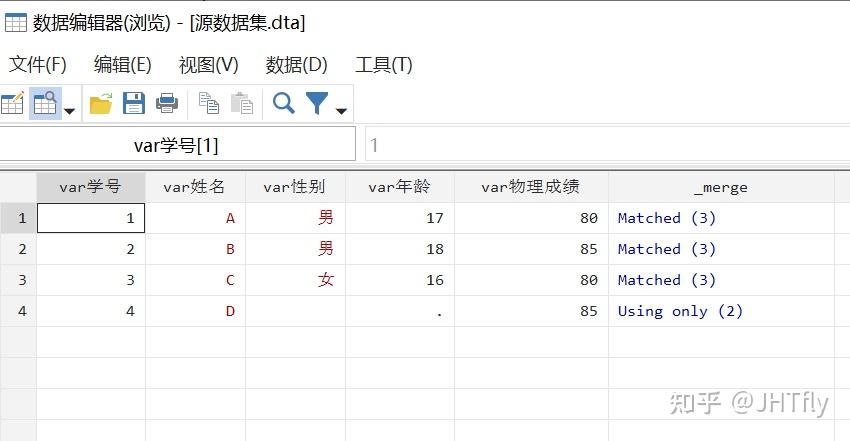 数据编辑器(浏览) - [源数据集.dta]
文件(F) 编辑(E) 视图(V) 数据(D) 工具(T)
var学号[1] 1
var学号 var姓名 var性别 var年龄 var物理成绩 _merge
1 1 A 男 17 80 Matched (3)
2 2 B 男 18 85 Matched (3)
3 3 C 女 16 80 Matched (3)
4 4 D . 85 Using only (2)
知乎 @JHTfly